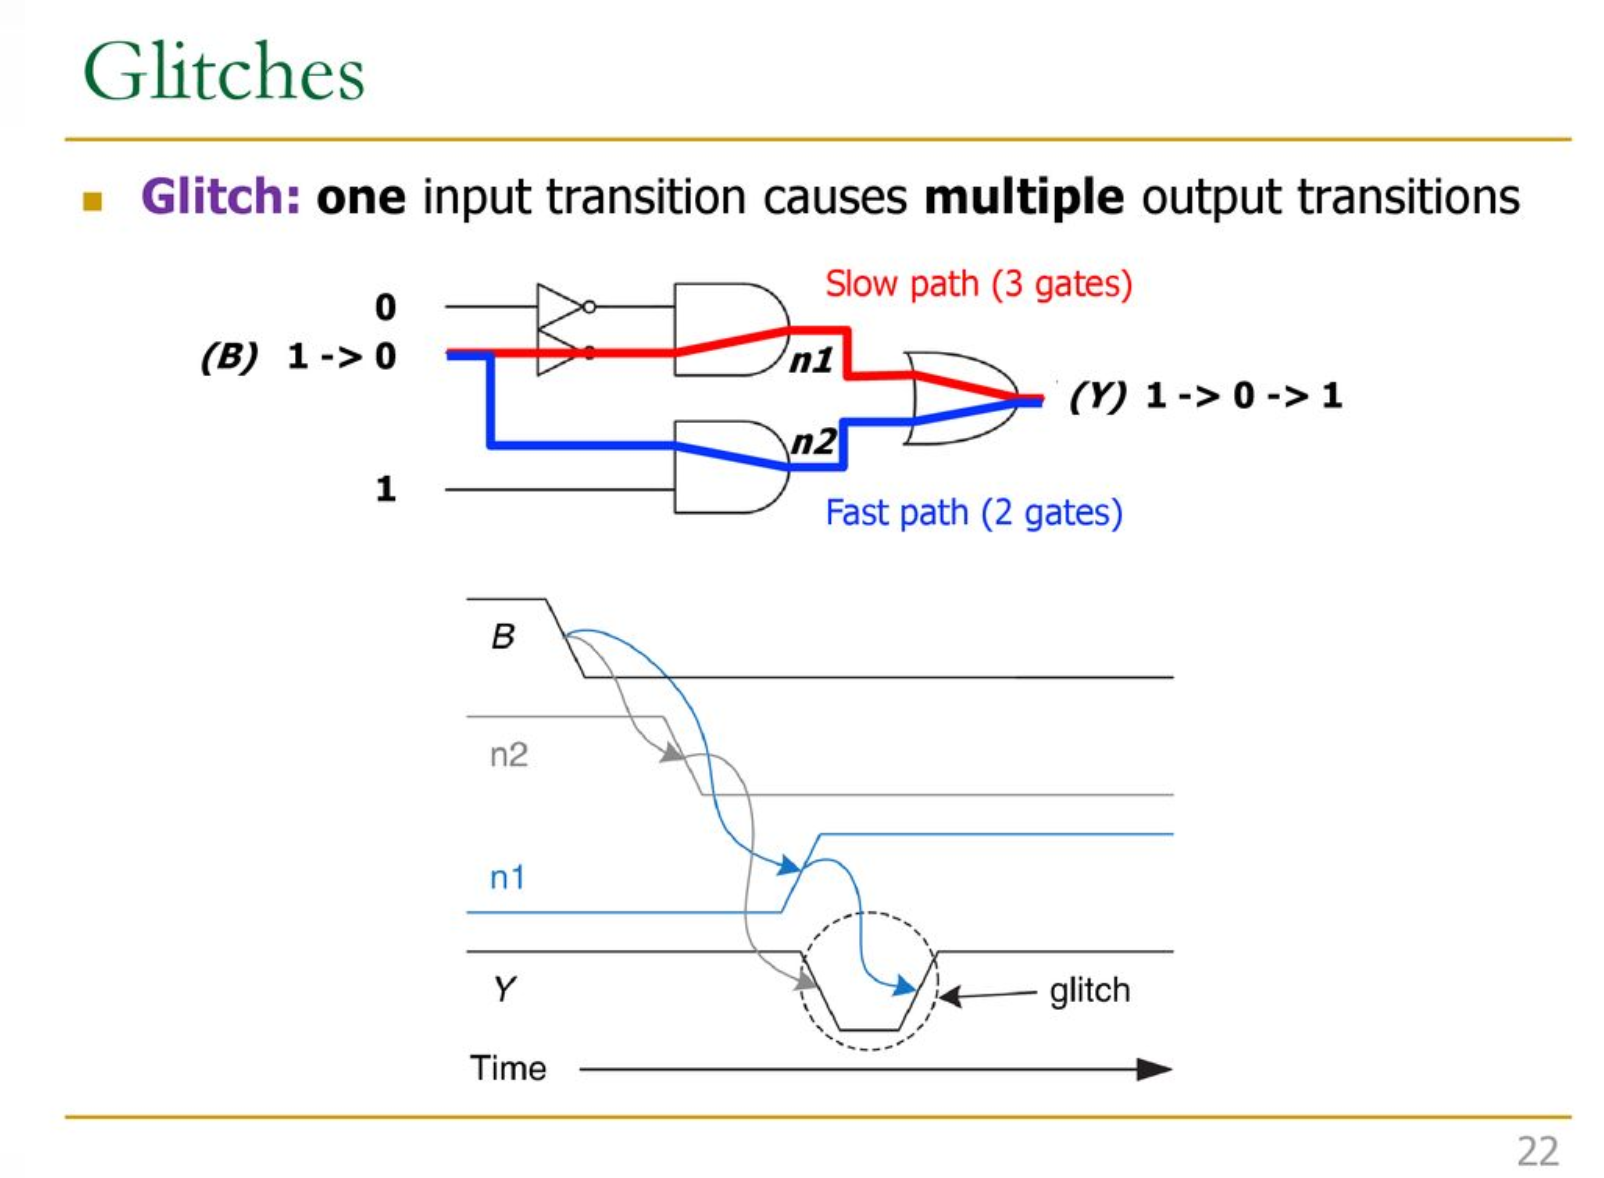 Glitches
Glitch: one input transition causes multiple output transitions
Slow path (3 gates)
0
(B) 1 -> 0
n1
(Y) 1 -> 0 -> 1
n2
1
Fast path (2 gates)
B
n2
n1
Y
glitch
Time
22